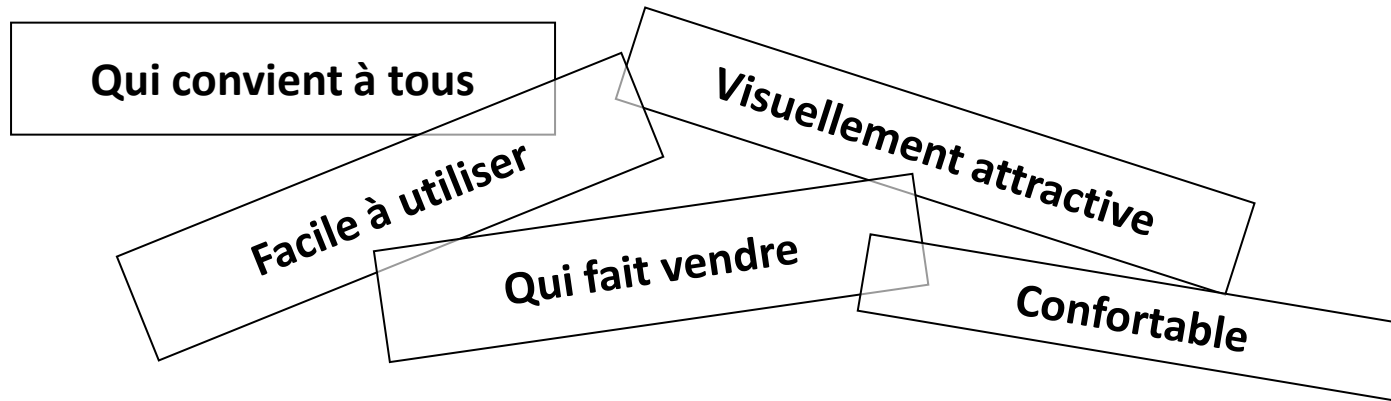 Qui convient à tous
Visuellement attractive
Facile à utiliser
Qui fait vendre
Confortable